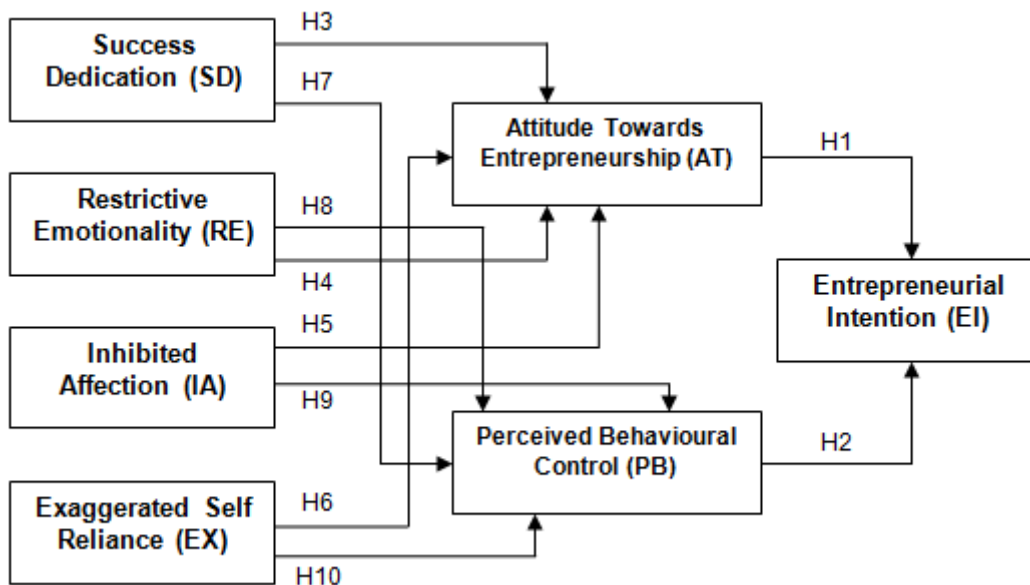 Success
Dedication (SD)
H3
H7
Attitude Towards
Entrepreneurship (AT)
H1
Restrictive
Emotionality (RE)
H8
H4
Entrepreneurial
Intention (EI)
Inhibited
Affection (IA)
H5
H9
Perceived Behavioural
Control (PB)
H2
Exaggerated Self
Reliance (EX)
H6
H10